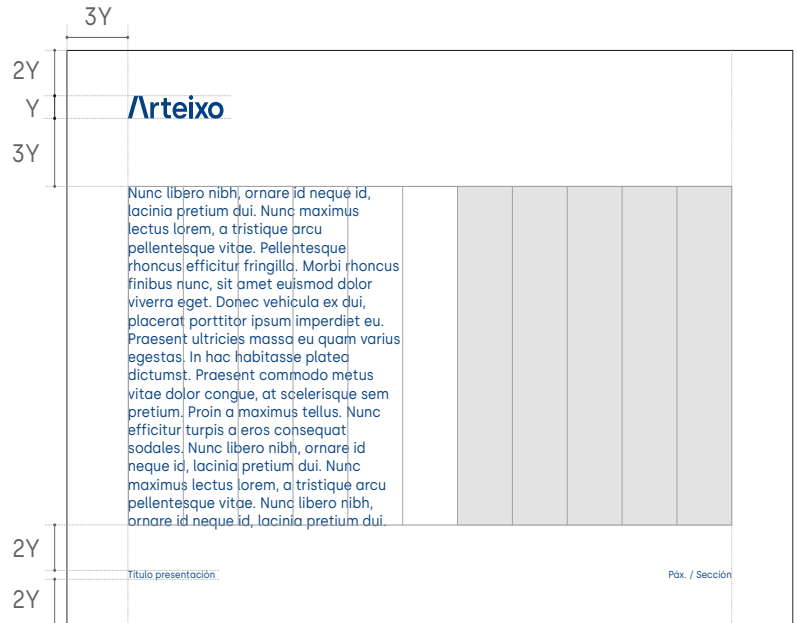 3Y
2Y
Arteixo
Y
3Y
Nunc libero nibh, ornare id neque id,
lacinia pretium dui. Nunc maximus
lectus lorem, a tristique arcu
pellentesque vitae. Pellentesque
rhoncus efficitur fringilla. Morbi rhoncus
finibus nunc, sit amet euismod dolor
viverra eget. Donec vehicula ex dui,
placerat porttitor ipsum imperdiet eu.
Praesent ultricies massa eu quam varius
egestas. In hac habitasse platea
dictumst. Praesent commodo metus
vitae dolor congue, at scelerisque sem
pretium. Proin a maximus tellus. Nunc
efficitur turpis a eros consequat
sodales. Nunc libero nibh, ornare id
neque id, lacinia pretium dui. Nunc
maximus lectus lorem, a tristique arcu
pellentesque vitae. Nunc libero nibh,
ornare id neque id, lacinia pretium dui.
2Y
Título presentación
Páx. / Sección
2Y